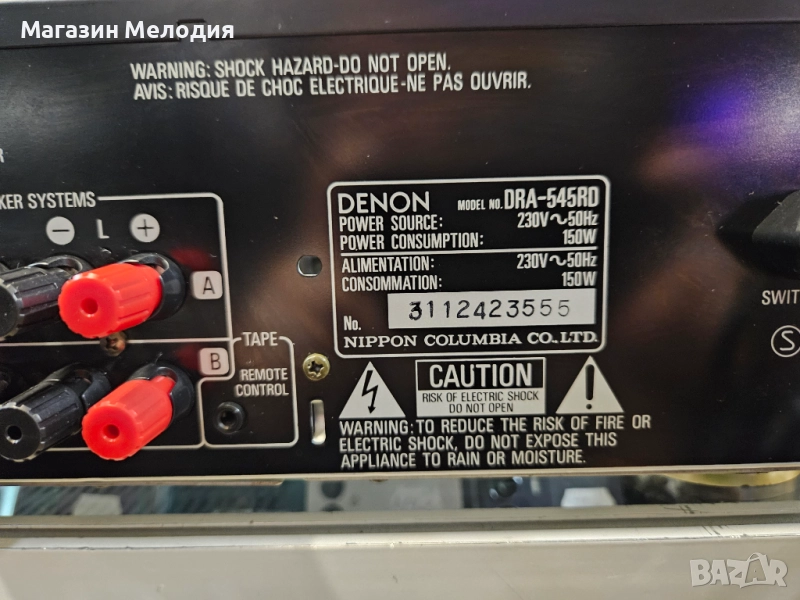 Магазин Мелодия
WARNING: SHOCK HAZARD-DO NOT OPEN.
AVIS: RISQUE DE CHOC ELECTRIQUE-NE PAS OUVRIR.
SYSTEMS
− L +
A
B
TAPE
REMOTE
CONTROL
DENON MODEL NO. DRA-545RD
POWER SOURCE: 230V~50Hz
POWER CONSUMPTION: 150W
ALIMENTATION: 230V~50Hz
CONSOMMATION: 150W
No. 3112423555
NIPPON COLUMBIA CO., LTD.
CAUTION
RISK OF ELECTRIC SHOCK
DO NOT OPEN
WARNING: TO REDUCE THE RISK OF FIRE OR
ELECTRIC SHOCK, DO NOT EXPOSE THIS
APPLIANCE TO RAIN OR MOISTURE.
S
BAZAR